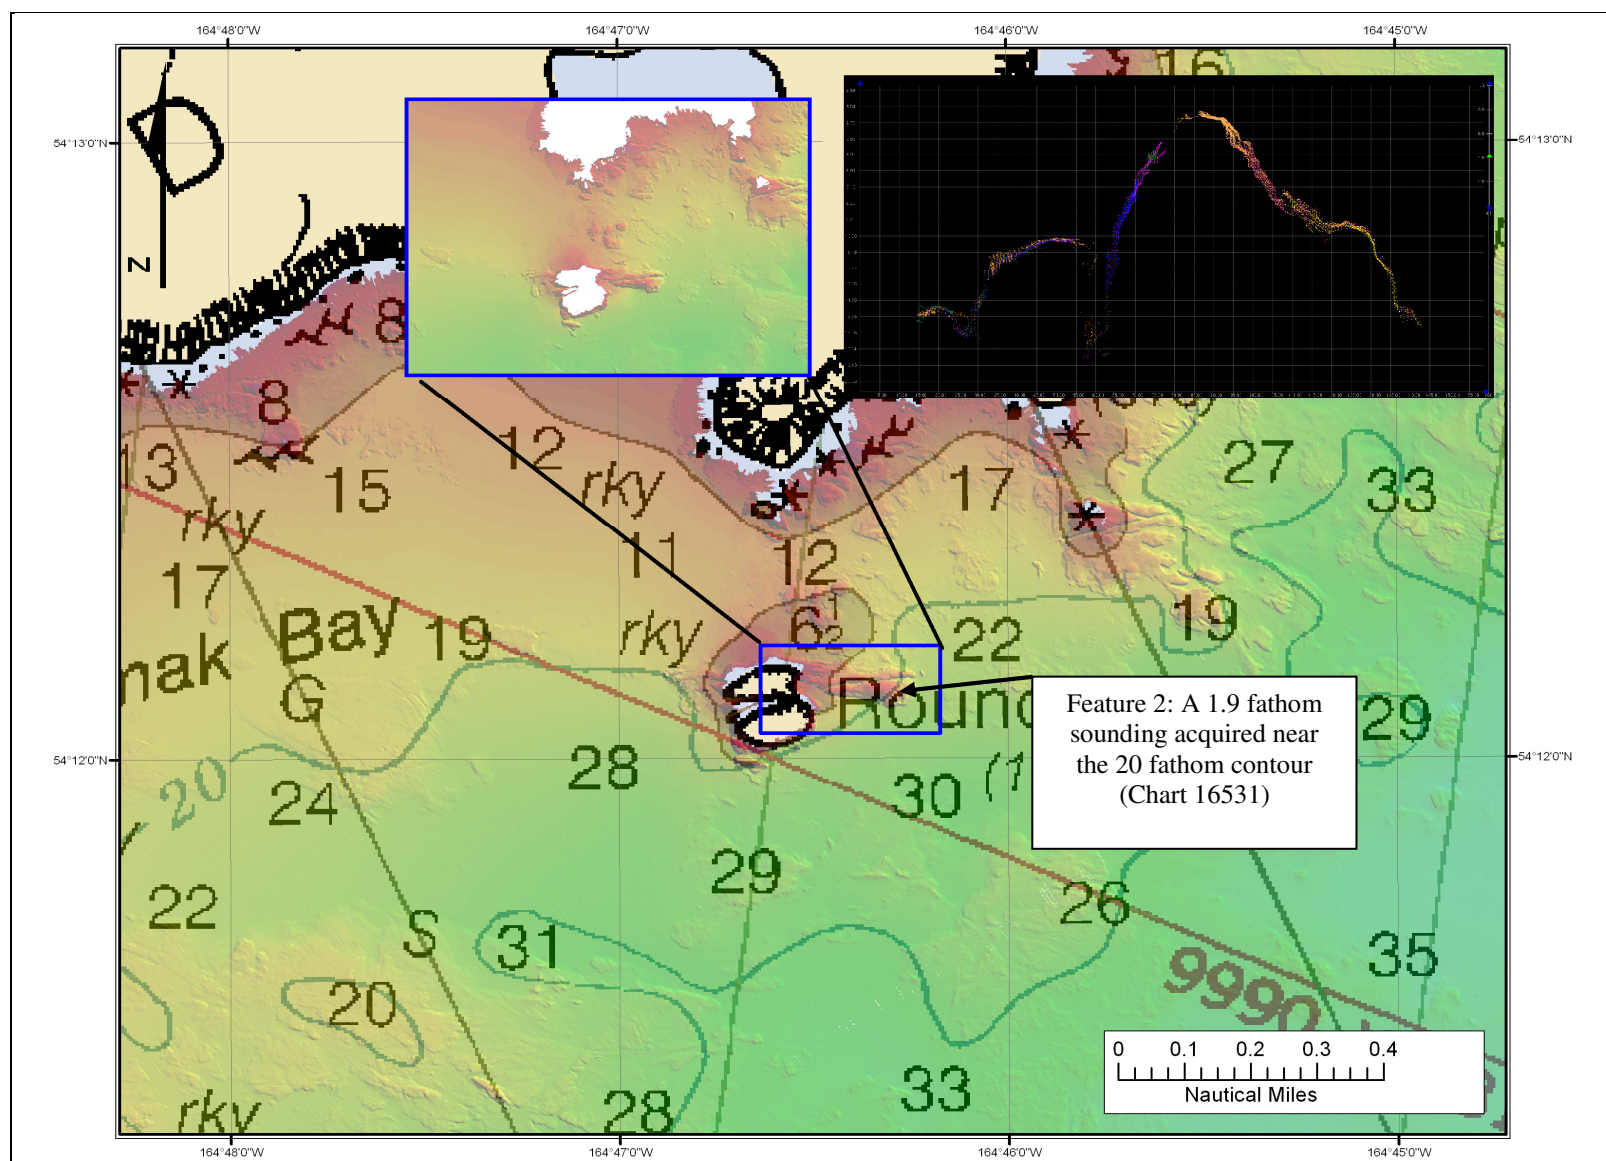 164°48'0"W 164°47'0"W 164°46'0"W 164°45'0"W
54°13'0"N 54°13'0"N
16
Z
8
8
13
15
12
rky
17
27
33
rky
17
11
12
nak Bay
19
rky
22
19
G
Round
29
Feature 2: A 1.9 fathom
sounding acquired near
the 20 fathom contour
(Chart 16531)
54°12'0"N 54°12'0"N
20
24
28
30
(1
29
22
S
31
26
35
20
9990
33
28
rky
0 0.1 0.2 0.3 0.4
Nautical Miles
164°48'0"W 164°47'0"W 164°46'0"W 164°45'0"W